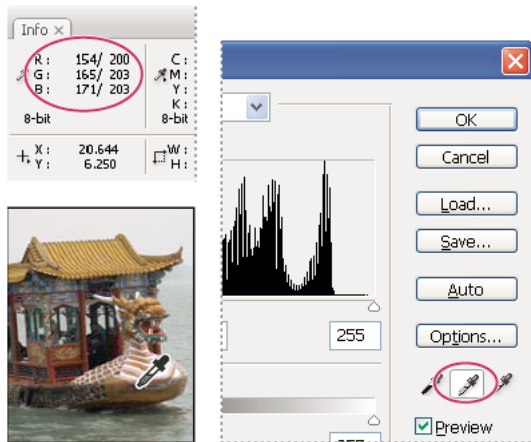 Info ×
R: 154/ 200
G: 165/ 203
B: 171/ 203
8-bit
C:
M:
Y:
K:
8-bit
X: 20.644
Y: 6.250
W:
H:
OK
Cancel
Load...
Save...
Auto
255
Options...
Preview